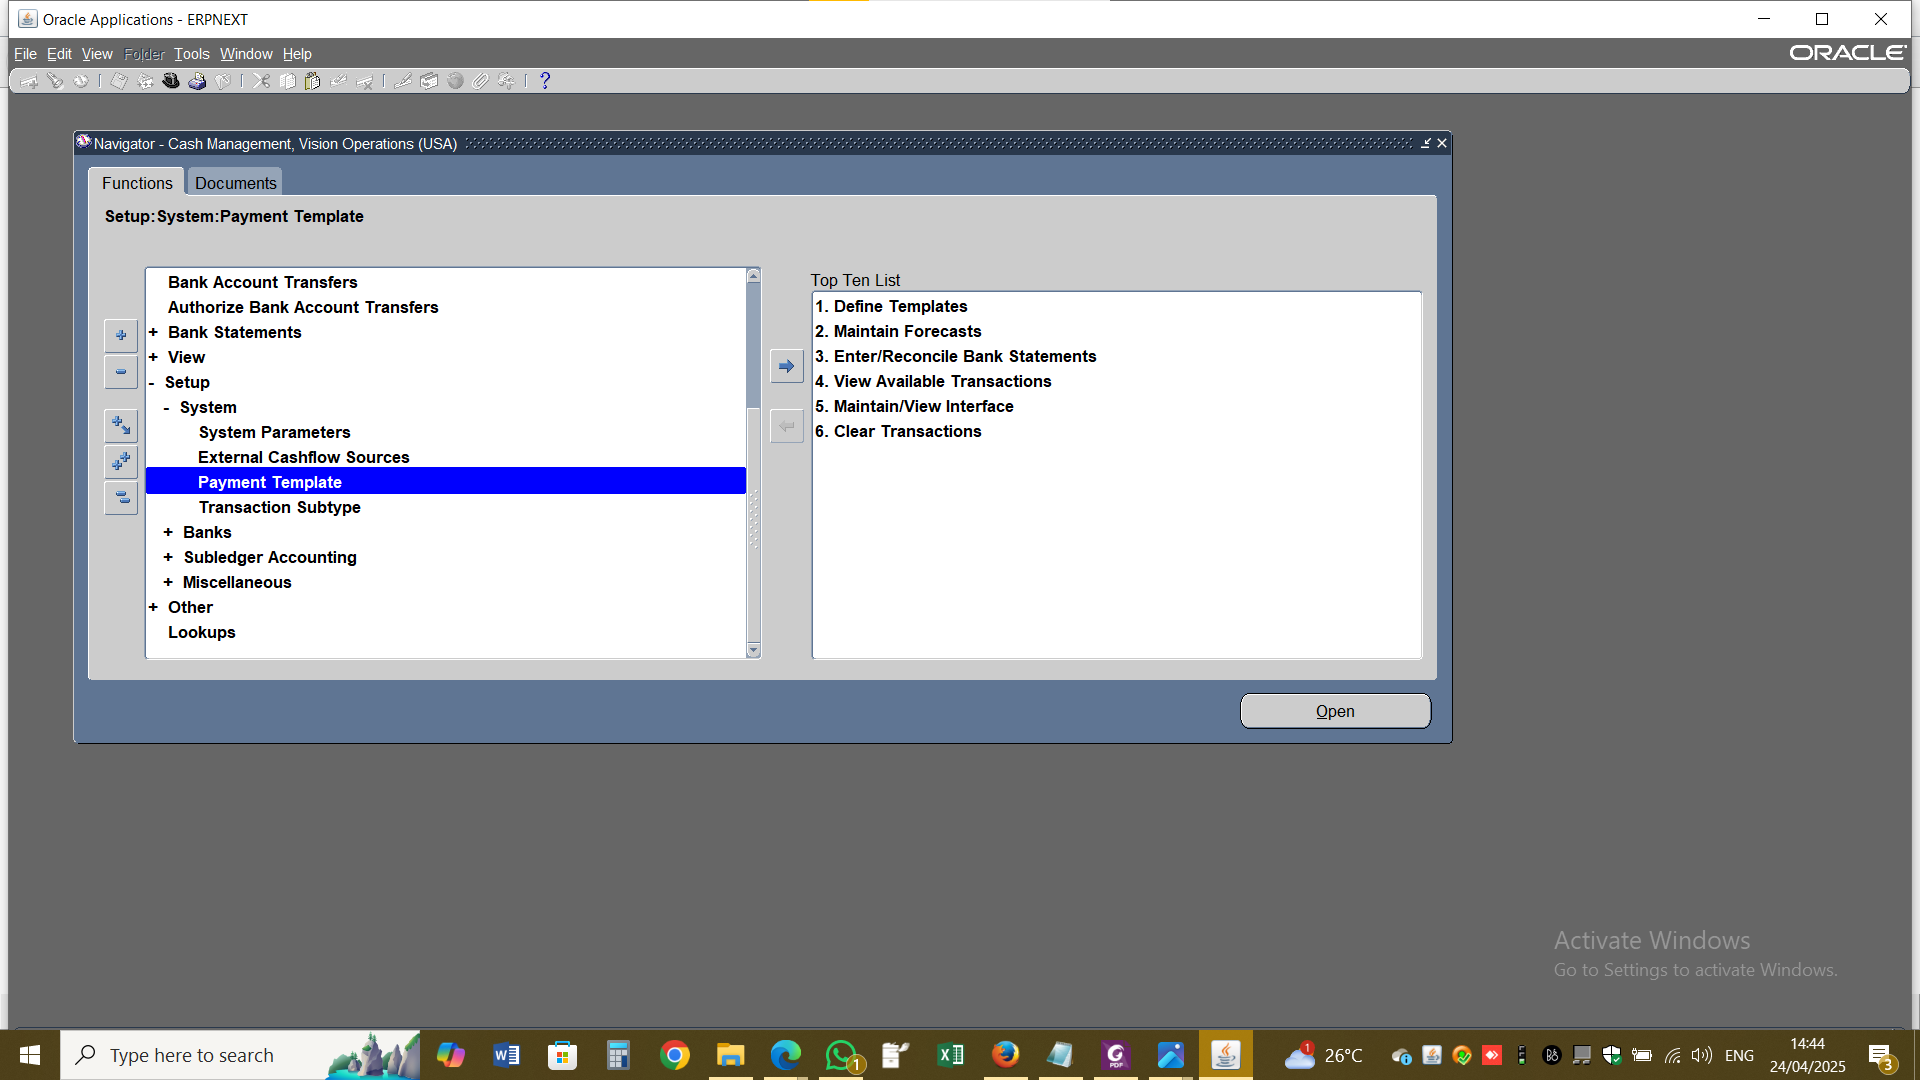 Oracle Applications - ERPNEXT
File Edit View Folder Tools Window Help
ORACLE
Navigator - Cash Management, Vision Operations (USA)
Functions Documents
Setup:System:Payment Template
Bank Account Transfers
Authorize Bank Account Transfers
+ Bank Statements
+ View
- Setup
- System
System Parameters
External Cashflow Sources
Payment Template
Transaction Subtype
+ Banks
+ Subledger Accounting
+ Miscellaneous
+ Other
Lookups
Top Ten List
1. Define Templates
2. Maintain Forecasts
3. Enter/Reconcile Bank Statements
4. View Available Transactions
5. Maintain/View Interface
6. Clear Transactions
Open
Activate Windows
Go to Settings to activate Windows.
Type here to search
1
PDF
1
26°C
ENG
14:44
24/04/2025
3